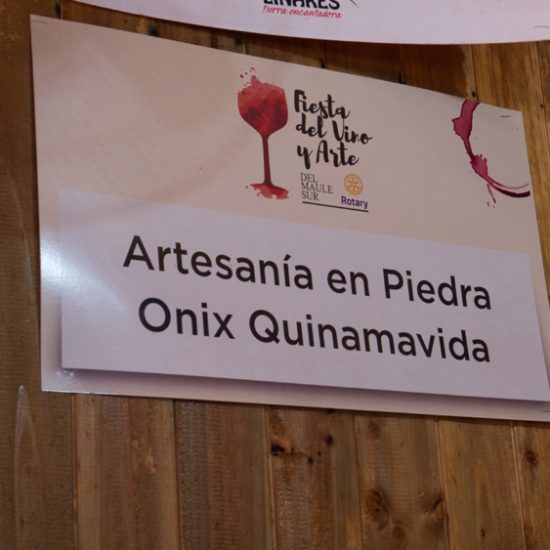 LINARES
Tierra encantadora
Fiesta
del Vino
y Arte
DEL
MAULE
SUR
Rotary
Artesanía en Piedra
Onix Quinamavida